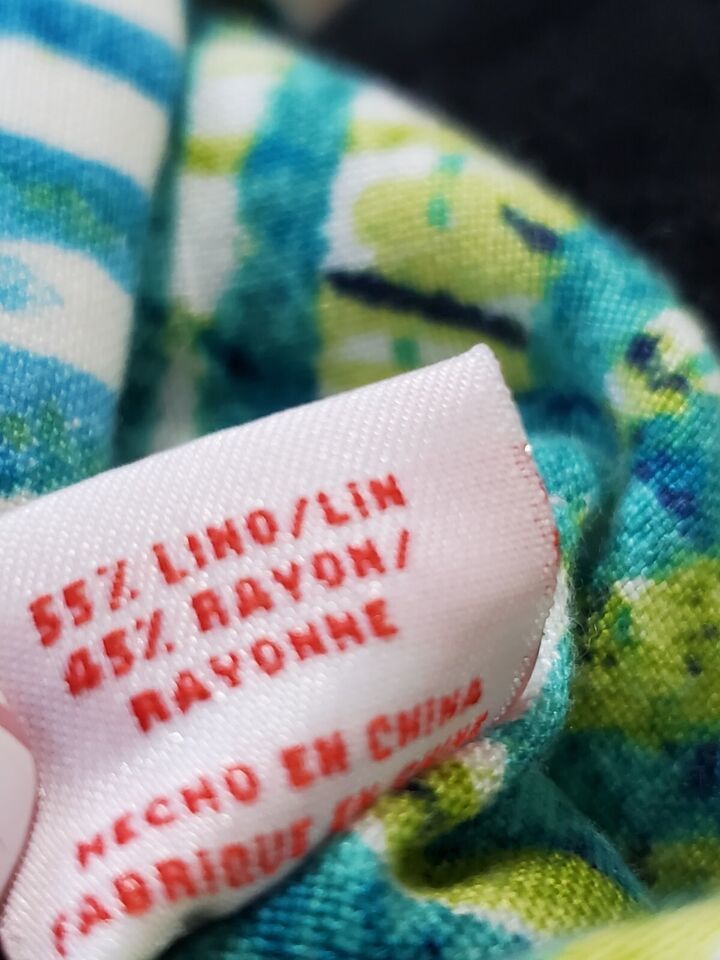 55% LINO/LIN
45% RAYON/
RAYONNE
HECHO EN CHINA
FABRIQUE EN CHINE